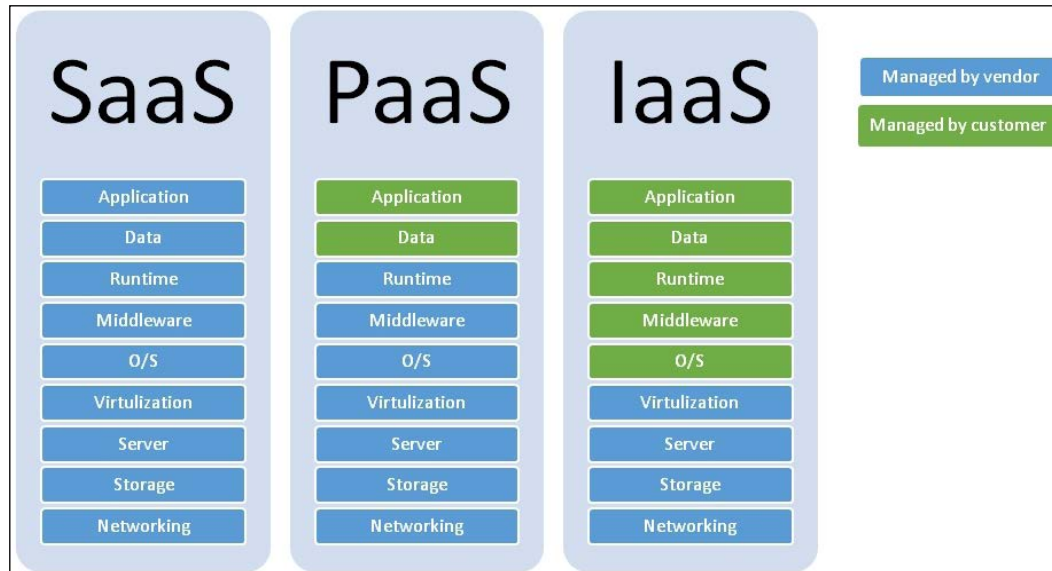 SaaS
Application
Data
Runtime
Middleware
O/S
Virtulization
Server
Storage
Networking
PaaS
Application
Data
Runtime
Middleware
O/S
Virtulization
Server
Storage
Networking
IaaS
Application
Data
Runtime
Middleware
O/S
Virtulization
Server
Storage
Networking
Managed by vendor
Managed by customer